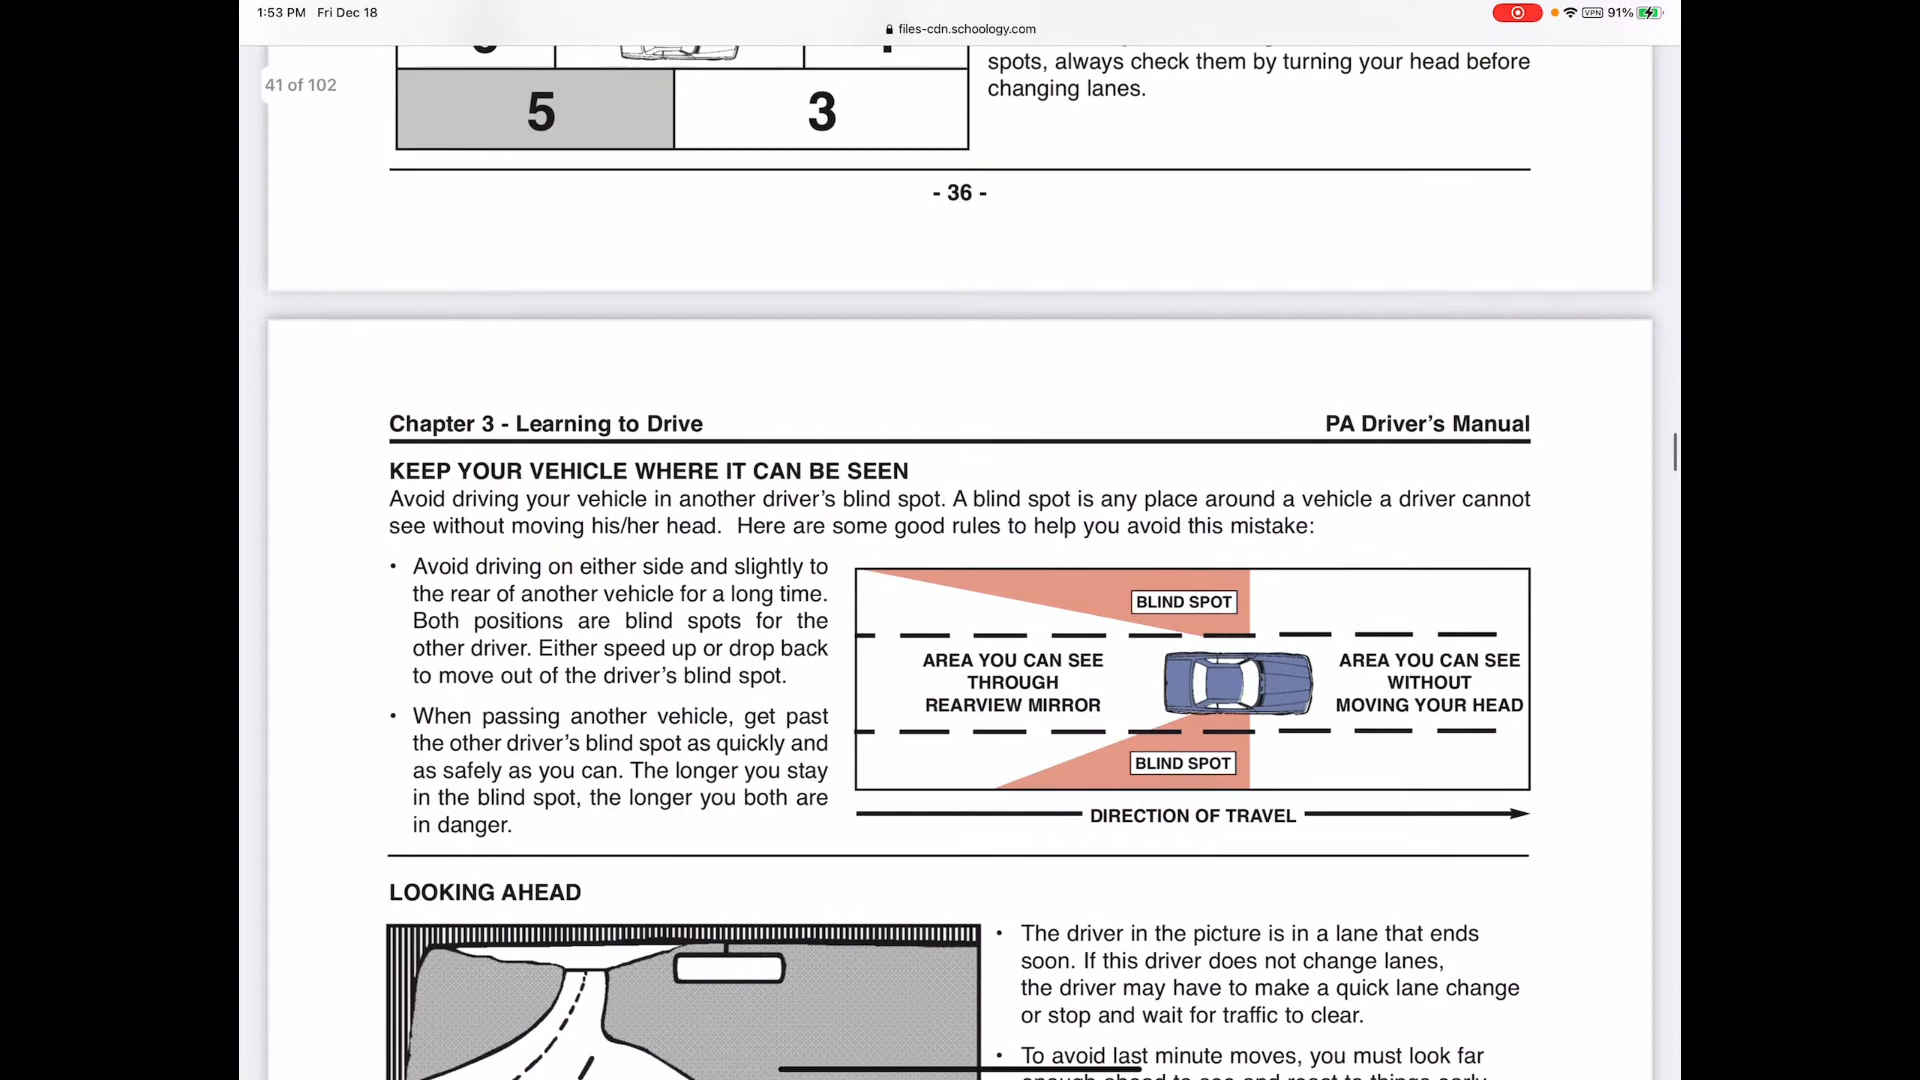 1:53 PM Fri Dec 18
VPN 91%
files-cdn.schoology.com
41 of 102
spots, always check them by turning your head before
changing lanes.
5 3
- 36 -
Chapter 3 - Learning to Drive PA Driver's Manual
KEEP YOUR VEHICLE WHERE IT CAN BE SEEN
Avoid driving your vehicle in another driver's blind spot. A blind spot is any place around a vehicle a driver cannot
see without moving his/her head. Here are some good rules to help you avoid this mistake:
• Avoid driving on either side and slightly to
the rear of another vehicle for a long time.
Both positions are blind spots for the
other driver. Either speed up or drop back
to move out of the driver's blind spot.
• When passing another vehicle, get past
the other driver's blind spot as quickly and
as safely as you can. The longer you stay
in the blind spot, the longer you both are
in danger.
BLIND SPOT
AREA YOU CAN SEE
THROUGH
REARVIEW MIRROR
AREA YOU CAN SEE
WITHOUT
MOVING YOUR HEAD
BLIND SPOT
DIRECTION OF TRAVEL
LOOKING AHEAD
• The driver in the picture is in a lane that ends
soon. If this driver does not change lanes,
the driver may have to make a quick lane change
or stop and wait for traffic to clear.
• To avoid last minute moves, you must look far
enough ahead to see and react to things early